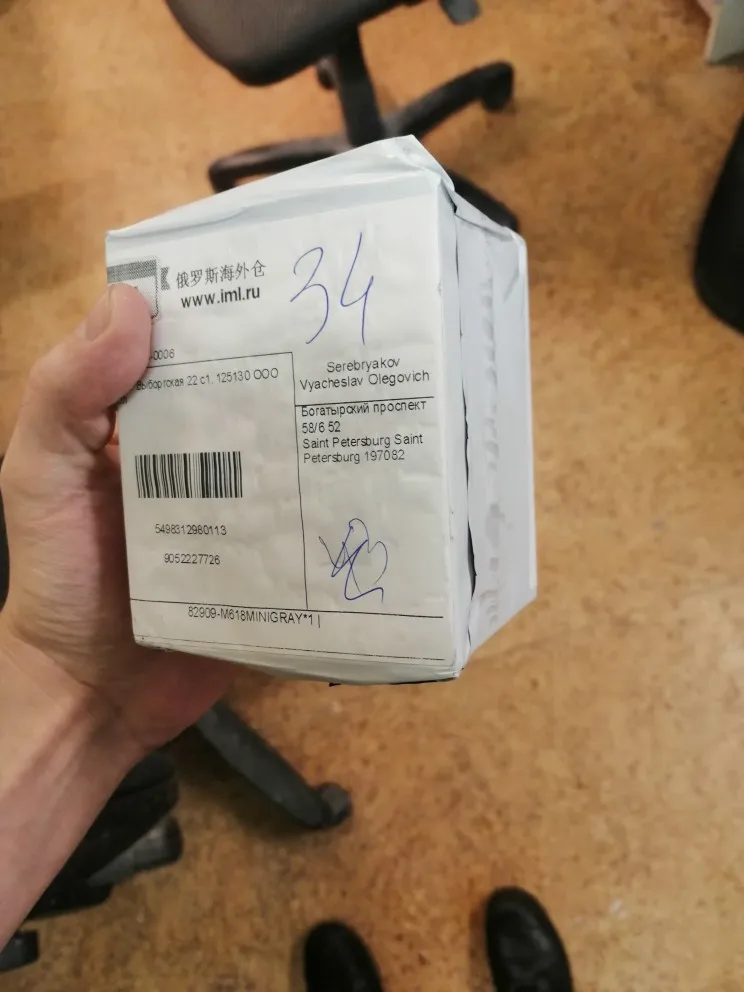 俄罗斯海外仓
www.iml.ru
34
-0006
Выборгская 22 с1, 125130 ООО
Serebryakov
Vyacheslav Olegovich
Богатырский проспект
58/6 52
Saint Petersburg Saint
Petersburg 197082
5498312980113
9052227726
82909-M618MINIGRAY*1 |